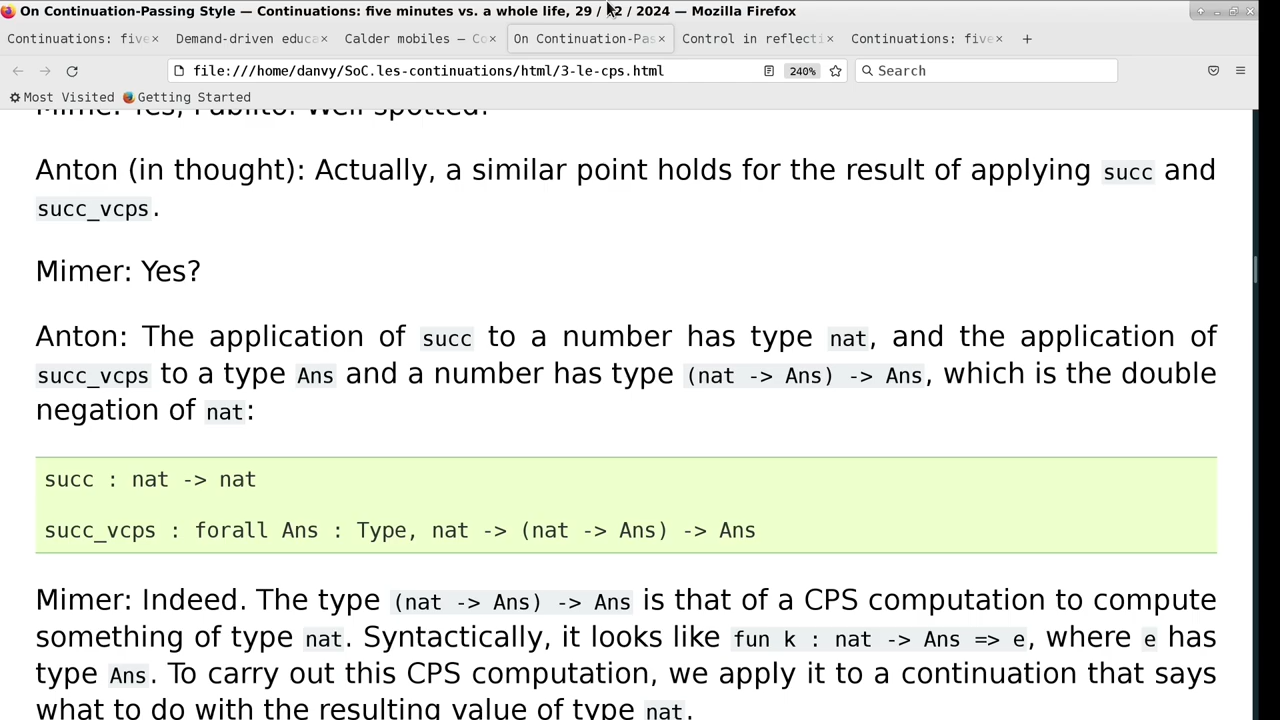 On Continuation-Passing Style — Continuations: five minutes vs. a whole life, 29 / 2 / 2024 — Mozilla Firefox
Continuations: five
Demand-driven educa
Calder mobiles — Co
On Continuation-Pas
Control in reflecti
Continuations: five
file:///home/danvy/SoC.les-continuations/html/3-le-cps.html
240%
Search
Most Visited
Getting Started
Mimer: Yes, Pablito. Well spotted.
Anton (in thought): Actually, a similar point holds for the result of applying succ and
succ_vcps.
Mimer: Yes?
Anton: The application of succ to a number has type nat, and the application of
succ_vcps to a type Ans and a number has type (nat -> Ans) -> Ans, which is the double
negation of nat:
succ : nat -> nat
succ_vcps : forall Ans : Type, nat -> (nat -> Ans) -> Ans
Mimer: Indeed. The type (nat -> Ans) -> Ans is that of a CPS computation to compute
something of type nat. Syntactically, it looks like fun k : nat -> Ans => e, where e has
type Ans. To carry out this CPS computation, we apply it to a continuation that says
what to do with the resulting value of type nat.